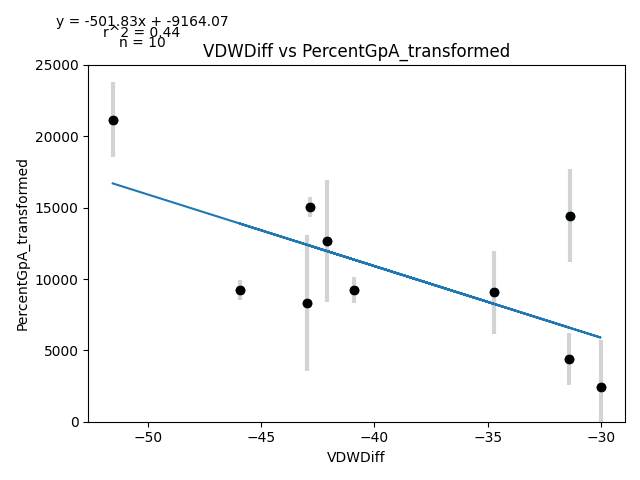 y = -501.83x + -9164.07
r^2 = 0.44
n = 10
VDWDiff vs PercentGpA_transformed
25000
20000
15000
10000
5000
0
PercentGpA_transformed
−50
−45
−40
−35
−30
VDWDiff